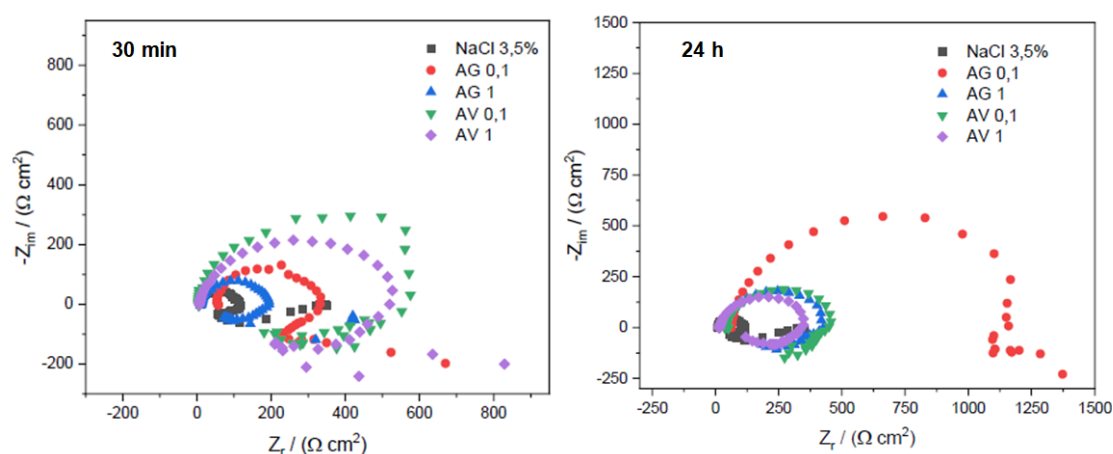 30 min
NaCl 3,5%
AG 0,1
AG 1
AV 0,1
AV 1
-Z_im / (Ω cm²)
800
600
400
200
0
-200
-200
0
200
400
600
800
Z_r / (Ω cm²)
24 h
NaCl 3,5%
AG 0,1
AG 1
AV 0,1
AV 1
-Z_im / (Ω cm²)
1500
1250
1000
750
500
250
0
-250
-250
0
250
500
750
1000
1250
1500
Z_r / (Ω cm²)